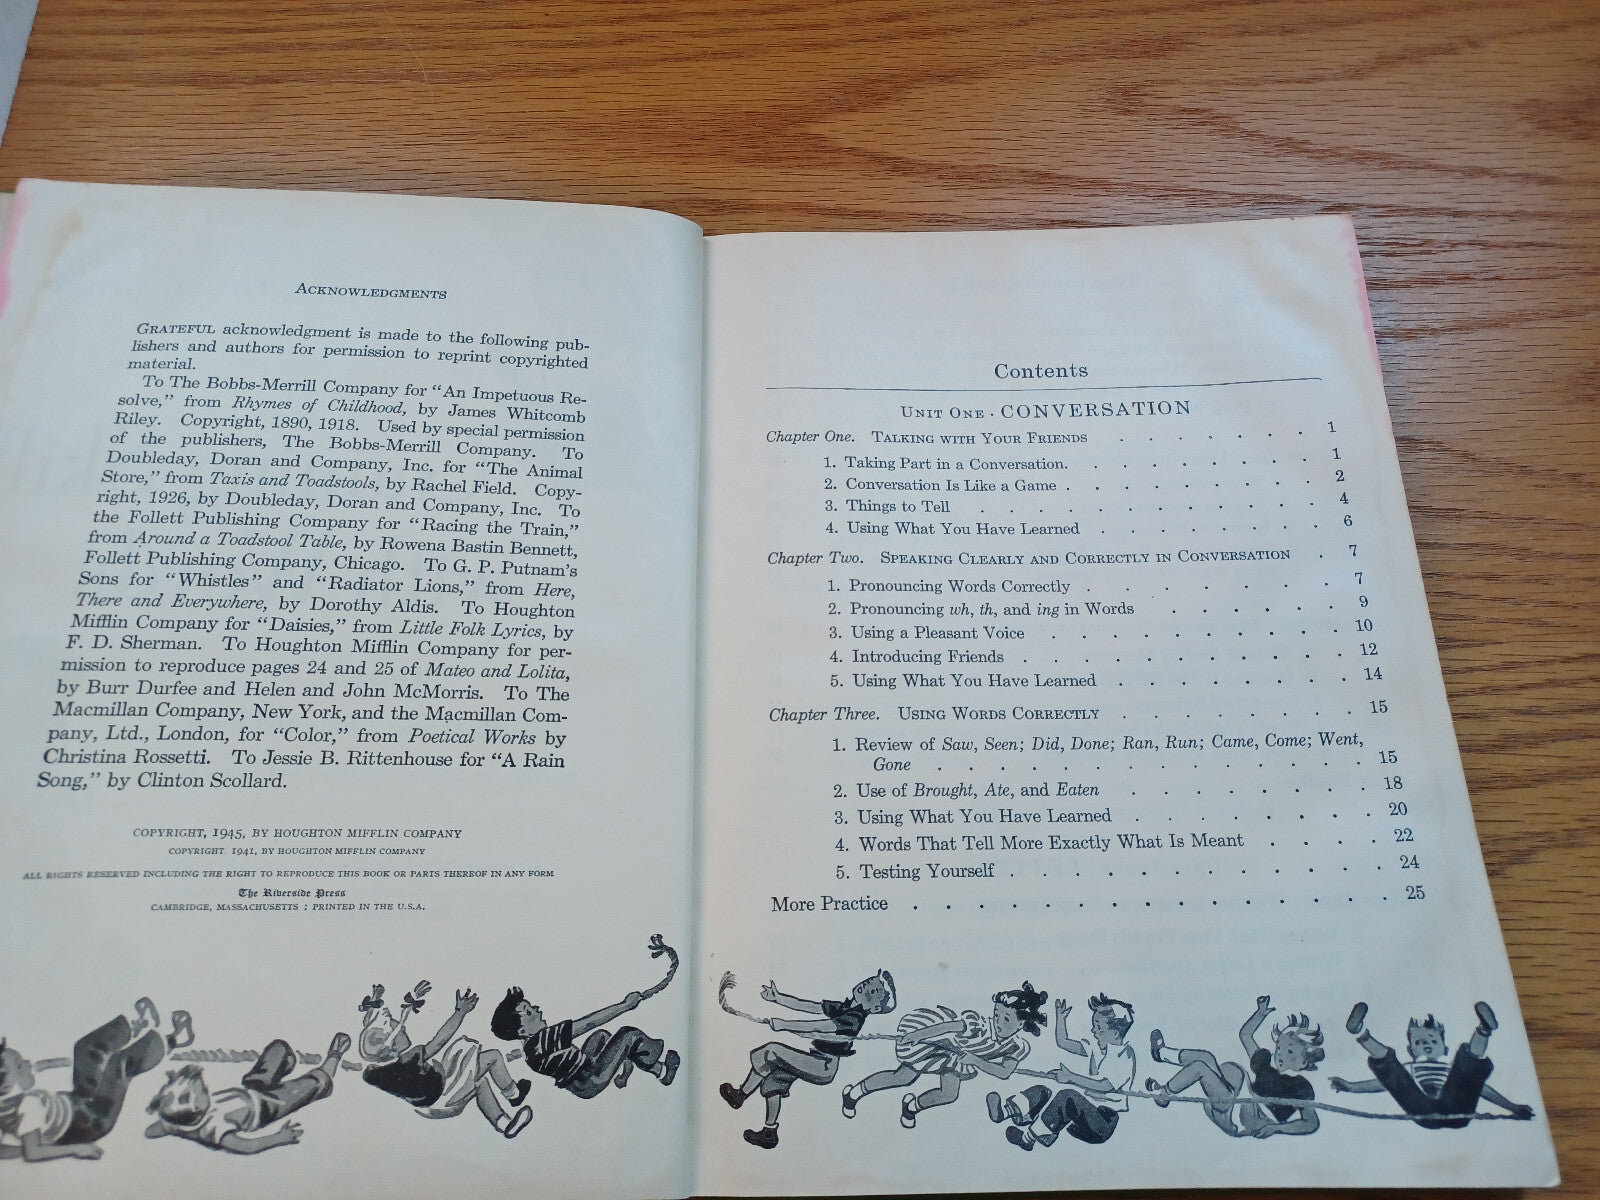 ACKNOWLEDGMENTS
GRATEFUL acknowledgment is made to the following pub-
lishers and authors for permission to reprint copyrighted
material.
To The Bobbs-Merrill Company for “An Impetuous Re-
solve,” from Rhymes of Childhood, by James Whitcomb
Riley. Copyright, 1890, 1918. Used by special permission
of the publishers, The Bobbs-Merrill Company. To
Doubleday, Doran and Company, Inc. for “The Animal
Store,” from Taxis and Toadstools, by Rachel Field. Copy-
right, 1926, by Doubleday, Doran and Company, Inc. To
the Follett Publishing Company for “Racing the Train,”
from Around a Toadstool Table, by Rowena Bastin Bennett,
Follett Publishing Company, Chicago. To G. P. Putnam’s
Sons for “Whistles” and “Radiator Lions,” from Here,
There and Everywhere, by Dorothy Aldis. To Houghton
Mifflin Company for “Daisies,” from Little Folk Lyrics, by
F. D. Sherman. To Houghton Mifflin Company for per-
mission to reproduce pages 24 and 25 of Mateo and Lolita,
by Burr Durfee and Helen and John McMorris. To The
Macmillan Company, New York, and the Macmillan Com-
pany, Ltd., London, for “Color,” from Poetical Works by
Christina Rossetti. To Jessie B. Rittenhouse for “A Rain
Song,” by Clinton Scollard.
COPYRIGHT, 1945, BY HOUGHTON MIFFLIN COMPANY
COPYRIGHT 1941, BY HOUGHTON MIFFLIN COMPANY
ALL RIGHTS RESERVED INCLUDING THE RIGHT TO REPRODUCE THIS BOOK OR PARTS THEREOF IN ANY FORM
The Riverside Press
CAMBRIDGE, MASSACHUSETTS : PRINTED IN THE U.S.A.
Contents
UNIT ONE · CONVERSATION
Chapter One. TALKING WITH YOUR FRIENDS . . . . . . . 1
1. Taking Part in a Conversation. . . . . . . . . 1
2. Conversation Is Like a Game . . . . . . . . . 2
3. Things to Tell . . . . . . . . . . . 4
4. Using What You Have Learned . . . . . . . 6
Chapter Two. SPEAKING CLEARLY AND CORRECTLY IN CONVERSATION . 7
1. Pronouncing Words Correctly . . . . . . . . 7
2. Pronouncing wh, th, and ing in Words . . . . . . 9
3. Using a Pleasant Voice . . . . . . . . . 10
4. Introducing Friends . . . . . . . . . . 12
5. Using What You Have Learned . . . . . . . 14
Chapter Three. USING WORDS CORRECTLY . . . . . . . 15
1. Review of Saw, Seen; Did, Done; Ran, Run; Came, Come; Went,
Gone . . . . . . . . . . . . . 15
2. Use of Brought, Ate, and Eaten . . . . . . . 18
3. Using What You Have Learned . . . . . . . 20
4. Words That Tell More Exactly What Is Meant . . . . 22
5. Testing Yourself . . . . . . . . . . . 24
More Practice . . . . . . . . . . . . . . . 25